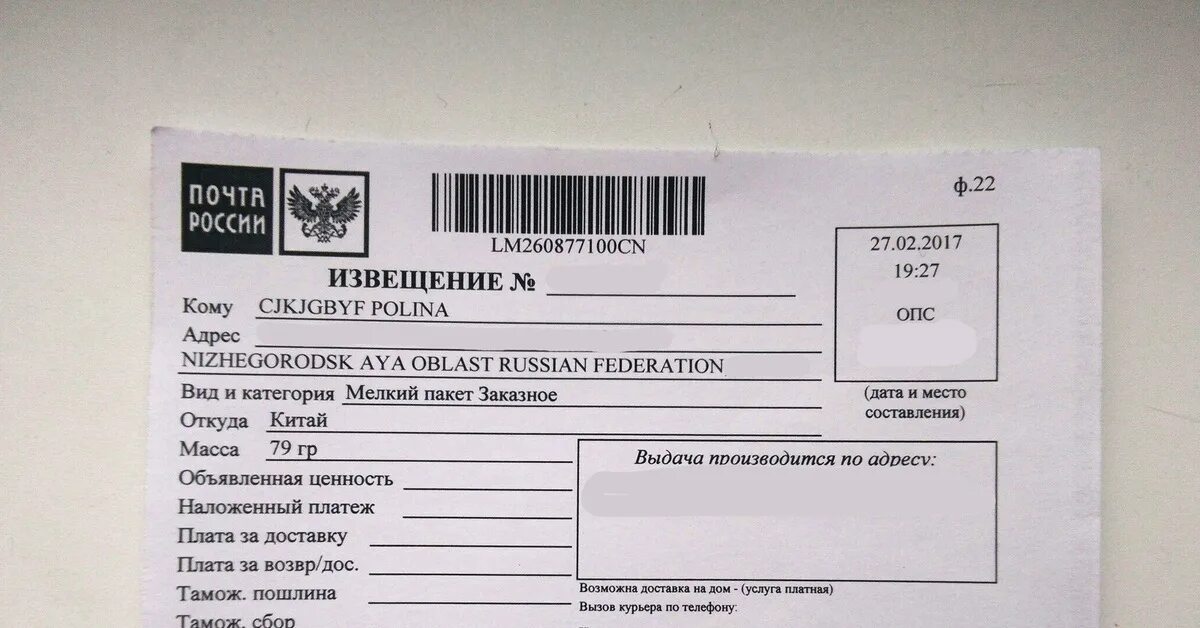 ПОЧТА
РОССИИ
LM260877100CN
ф.22
27.02.2017
19:27
ОПС
(дата и место
составления)
ИЗВЕЩЕНИЕ №
Кому CJKJGBYF POLINA
Адрес
NIZHEGORODSK AYA OBLAST RUSSIAN FEDERATION
Вид и категория Мелкий пакет Заказное
Откуда Китай
Масса 79 гр
Объявленная ценность
Наложенный платеж
Плата за доставку
Плата за возвр/дос.
Тамож. пошлина
Тамож. сбор
Выдача производится по адресу:
Возможна доставка на дом - (услуга платная)
Вызов курьера по телефону: